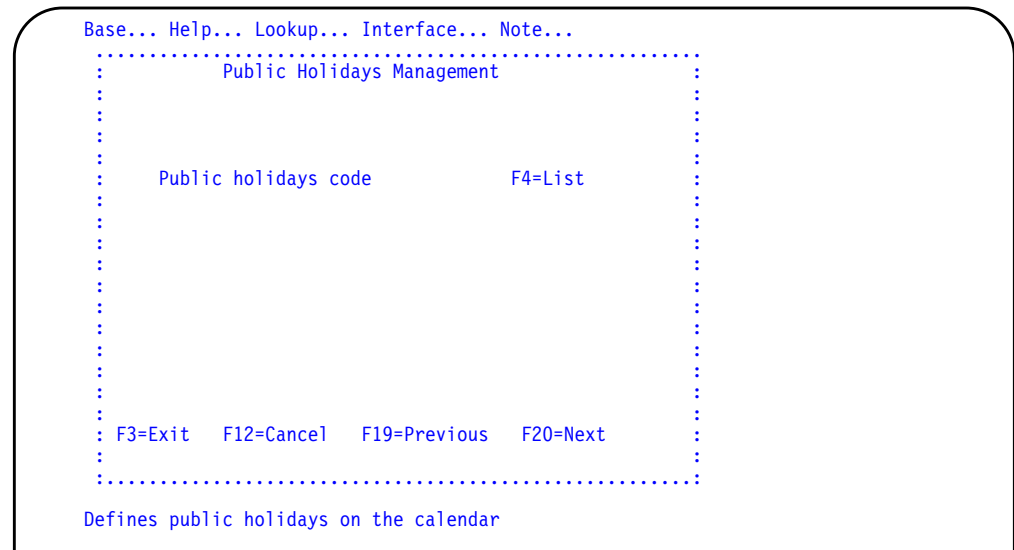 Base... Help... Lookup... Interface... Note...
Public Holidays Management
Public holidays code F4=List
F3=Exit F12=Cancel F19=Previous F20=Next
Defines public holidays on the calendar